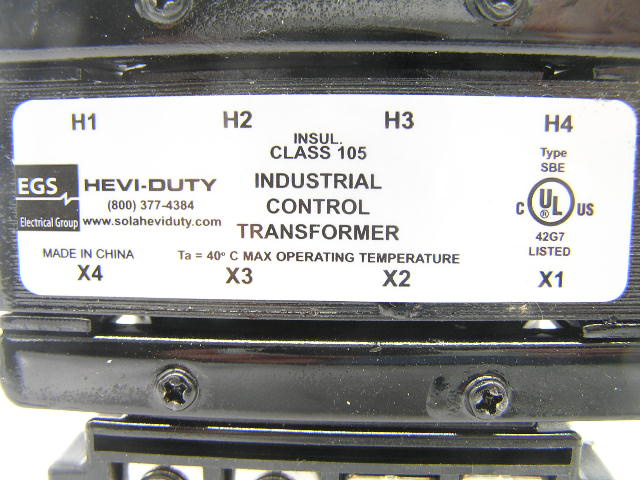 H1 H2 H3 H4
INSUL.
CLASS 105
Type
SBE
EGS
Electrical Group
HEVI-DUTY
(800) 377-4384
www.solaheviduty.com
INDUSTRIAL
CONTROL
TRANSFORMER
C UL US
42G7
LISTED
MADE IN CHINA
Ta = 40° C MAX OPERATING TEMPERATURE
X4 X3 X2 X1